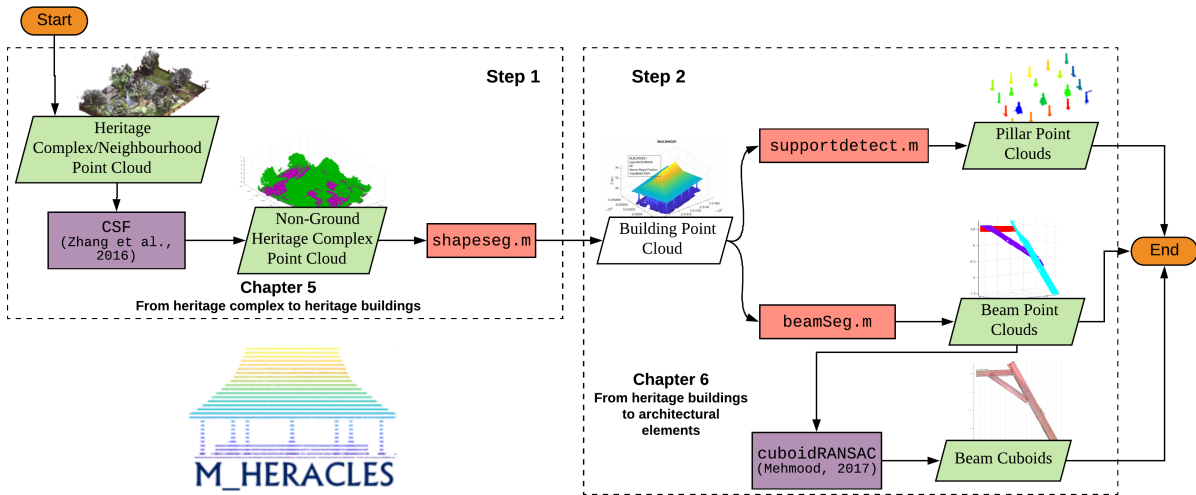 Start
Step 1
Heritage
Complex/Neighbourhood
Point Cloud
CSF
(Zhang et al.,
2016)
Non-Ground
Heritage Complex
Point Cloud
shapeseg.m
Chapter 5
From heritage complex to heritage buildings
M_HERACLES
Step 2
BUILDING01
Building Point
Cloud
supportdetect.m
Pillar Point
Clouds
beamSeg.m
Beam Point
Clouds
End
Chapter 6
From heritage buildings
to architectural
elements
cuboidRANSAC
(Mehmood, 2017)
Beam Cuboids